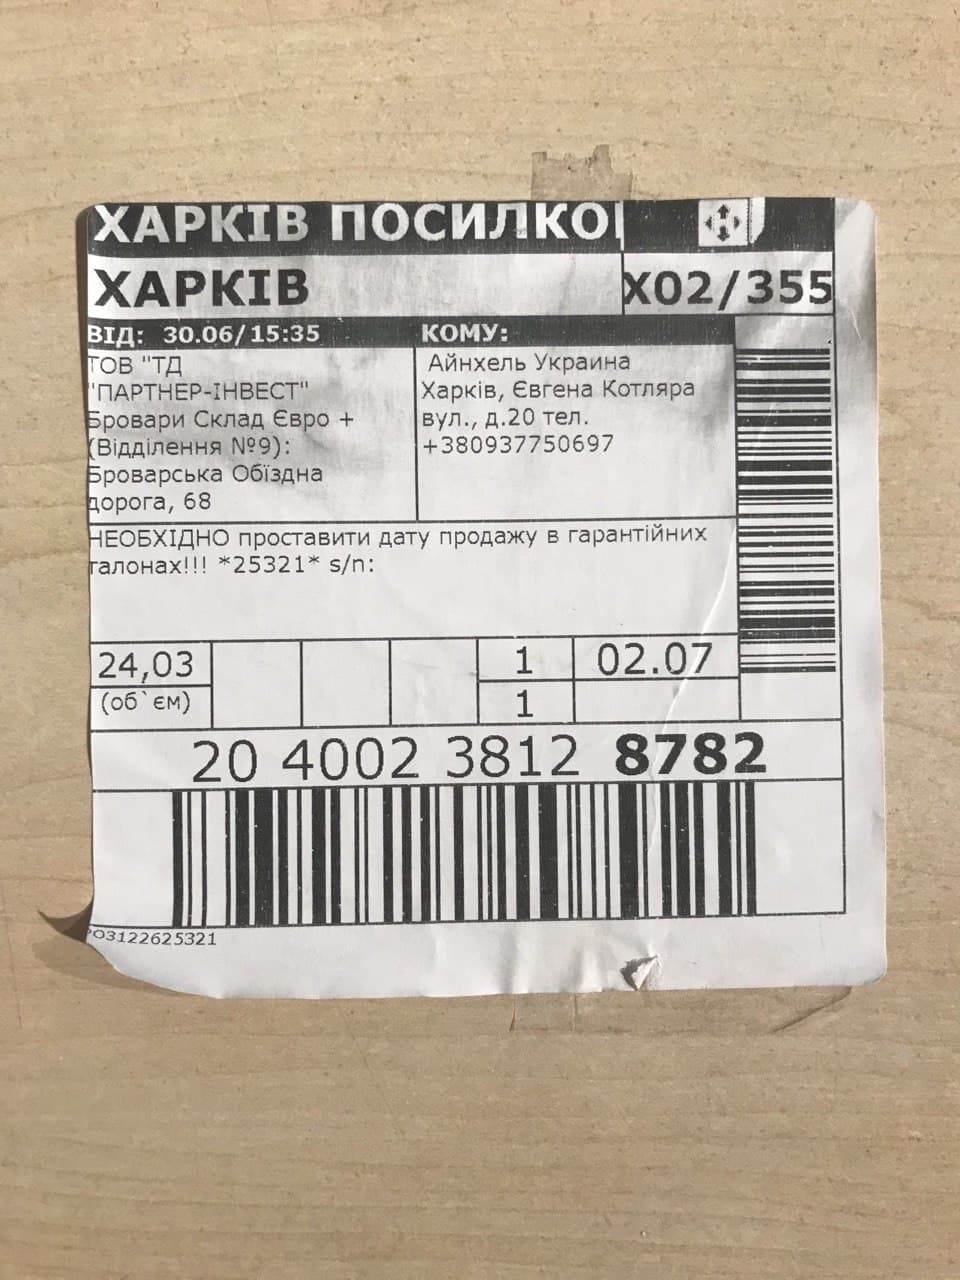 ХАРКІВ ПОСИЛКО
ХАРКІВ
Х02/355
ВІД: 30.06/15:35
ТОВ "ТД
"ПАРТНЕР-ІНВЕСТ"
Бровари Склад Євро +
(Відділення №9):
Броварська Обїздна
дорога, 68
КОМУ:
Айнхель Украина
Харків, Євгена Котляра
вул., д.20 тел.
+380937750697
НЕОБХІДНО проставити дату продажу в гарантійних
талонах!!! *25321* s/n:
24,03
(об`єм)
1
1
02.07
20 4002 3812 8782
РО3122625321